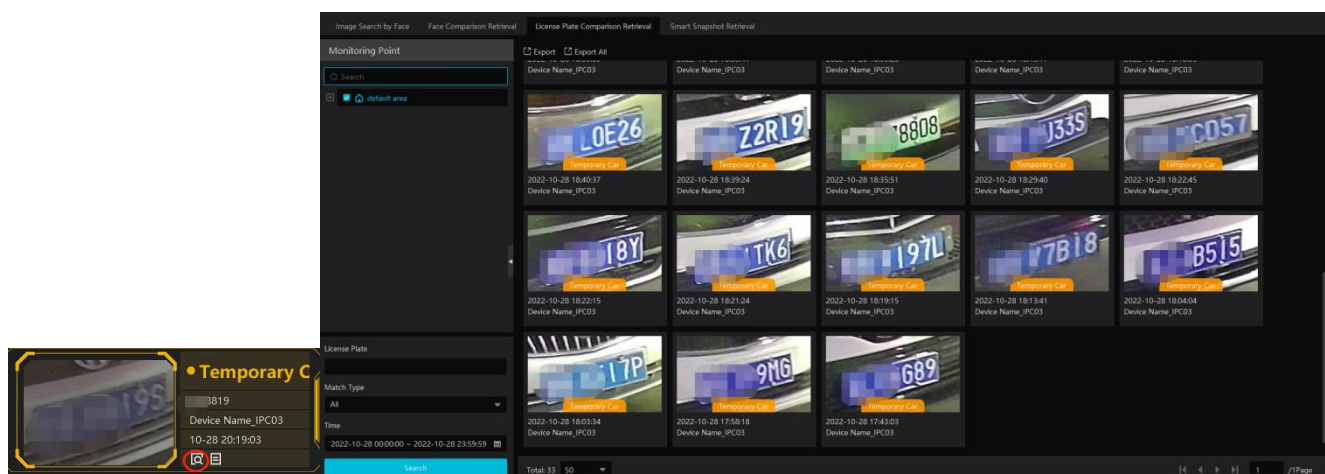 Image Search by Face Face Comparison Retrieval License Plate Comparison Retrieval Smart Snapshot Retrieval
Monitoring Point
Export Export All
Search
default area
Device Name_IPC03 Device Name_IPC03 Device Name_IPC03 Device Name_IPC03 Device Name_IPC03
LOE26 Z2R19 8808 J33S CD57
Temporary Car Temporary Car Temporary Car Temporary Car Temporary Car
2022-10-28 18:40:37 2022-10-28 18:39:24 2022-10-28 18:35:51 2022-10-28 18:29:40 2022-10-28 18:22:45
Device Name_IPC03 Device Name_IPC03 Device Name_IPC03 Device Name_IPC03 Device Name_IPC03
18Y TK6 197L 7B18 B515
Temporary Car Temporary Car Temporary Car Temporary Car Temporary Car
2022-10-28 18:22:15 2022-10-28 18:21:24 2022-10-28 18:19:15 2022-10-28 18:13:41 2022-10-28 18:04:04
Device Name_IPC03 Device Name_IPC03 Device Name_IPC03 Device Name_IPC03 Device Name_IPC03
17P 9MG G89
Temporary Car Temporary Car Temporary Car
2022-10-28 18:03:34 2022-10-28 17:58:18 2022-10-28 17:43:03
Device Name_IPC03 Device Name_IPC03 Device Name_IPC03
License Plate
Match Type
All
Time
2022-10-28 00:00:00 ~ 2022-10-28 23:59:59
Search
Total: 33 50 1 /1Page
19S
Temporary C
3819
Device Name_IPC03
10-28 20:19:03